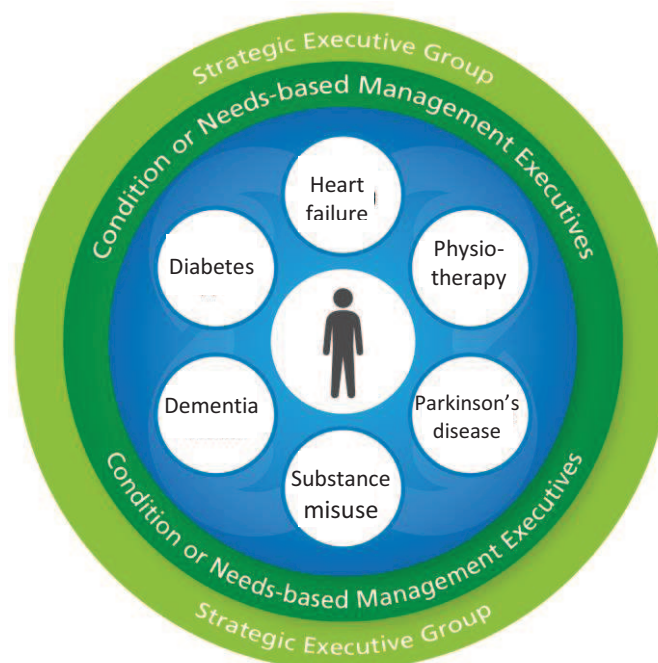 Strategic Executive Group
Condition or Needs-based Management Executives
Heart
failure
Diabetes
Physio-
therapy
Dementia
Parkinson’s
disease
Substance
misuse
Condition or Needs-based Management Executives
Strategic Executive Group